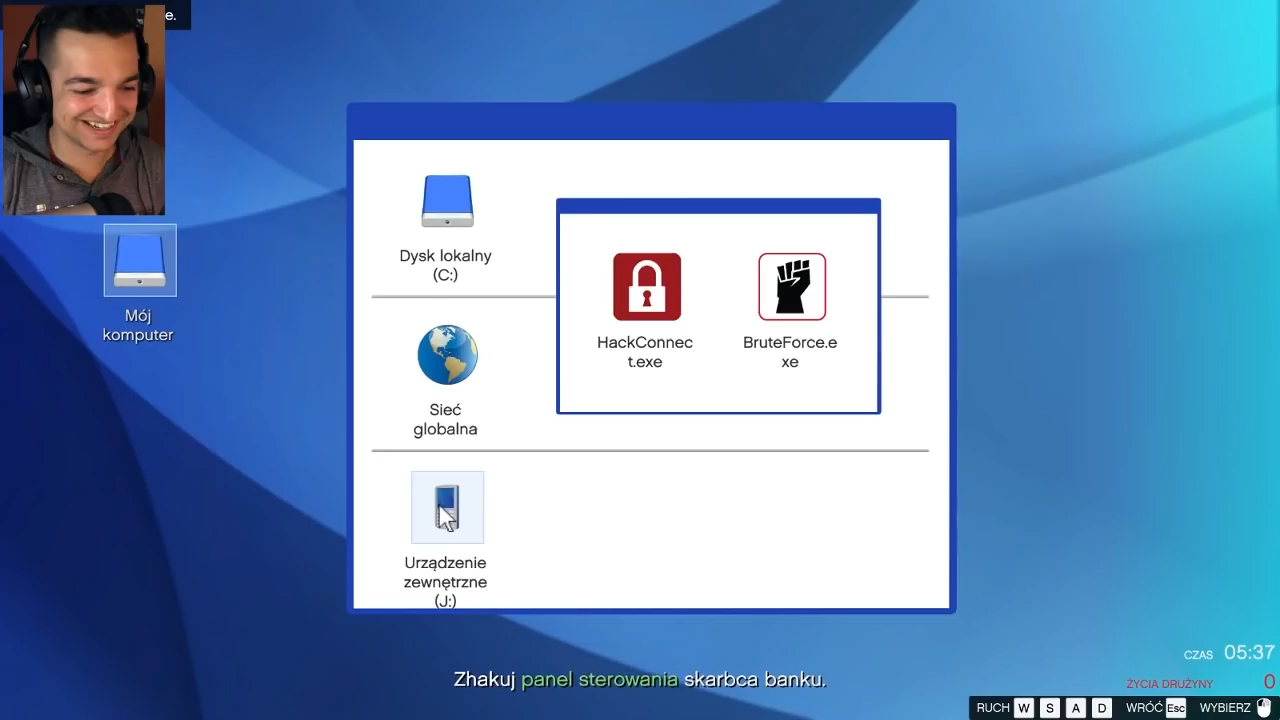 e.
Mój
komputer
Dysk lokalny
(C:)
HackConnec
t.exe
BruteForce.e
xe
Sieć
globalna
Urządzenie
zewnętrzne
(J:)
Zhakuj panel sterowania skarbca banku.
CZAS 05:37
ŻYCIA DRUŻYNY 0
RUCH W S A D WRÓĆ Esc WYBIERZ